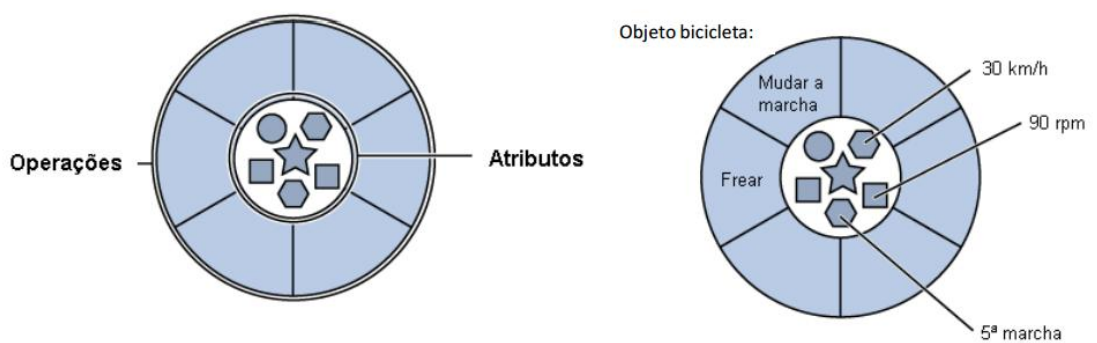 Operações
Atributos
Objeto bicicleta:
Mudar a
marcha
Frear
30 km/h
90 rpm
5ª marcha